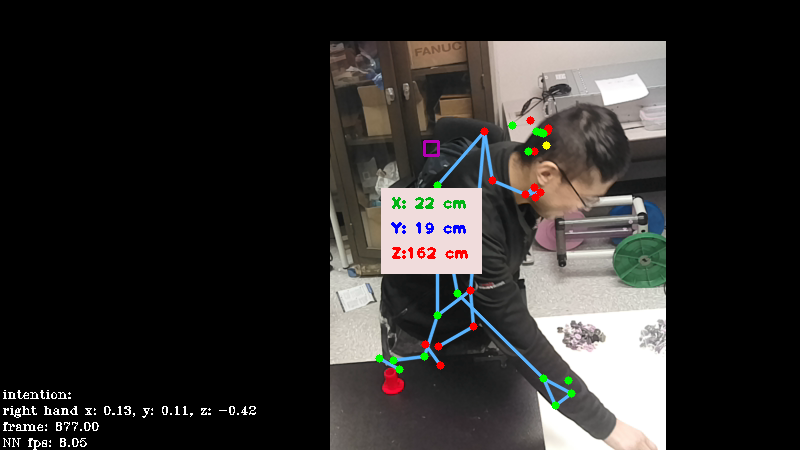 FANUC
X: 22 cm
Y: 19 cm
Z:162 cm
intention:
right hand x: 0.13, y: 0.11, z: -0.42
frame: 877.00
NN fps: 8.05